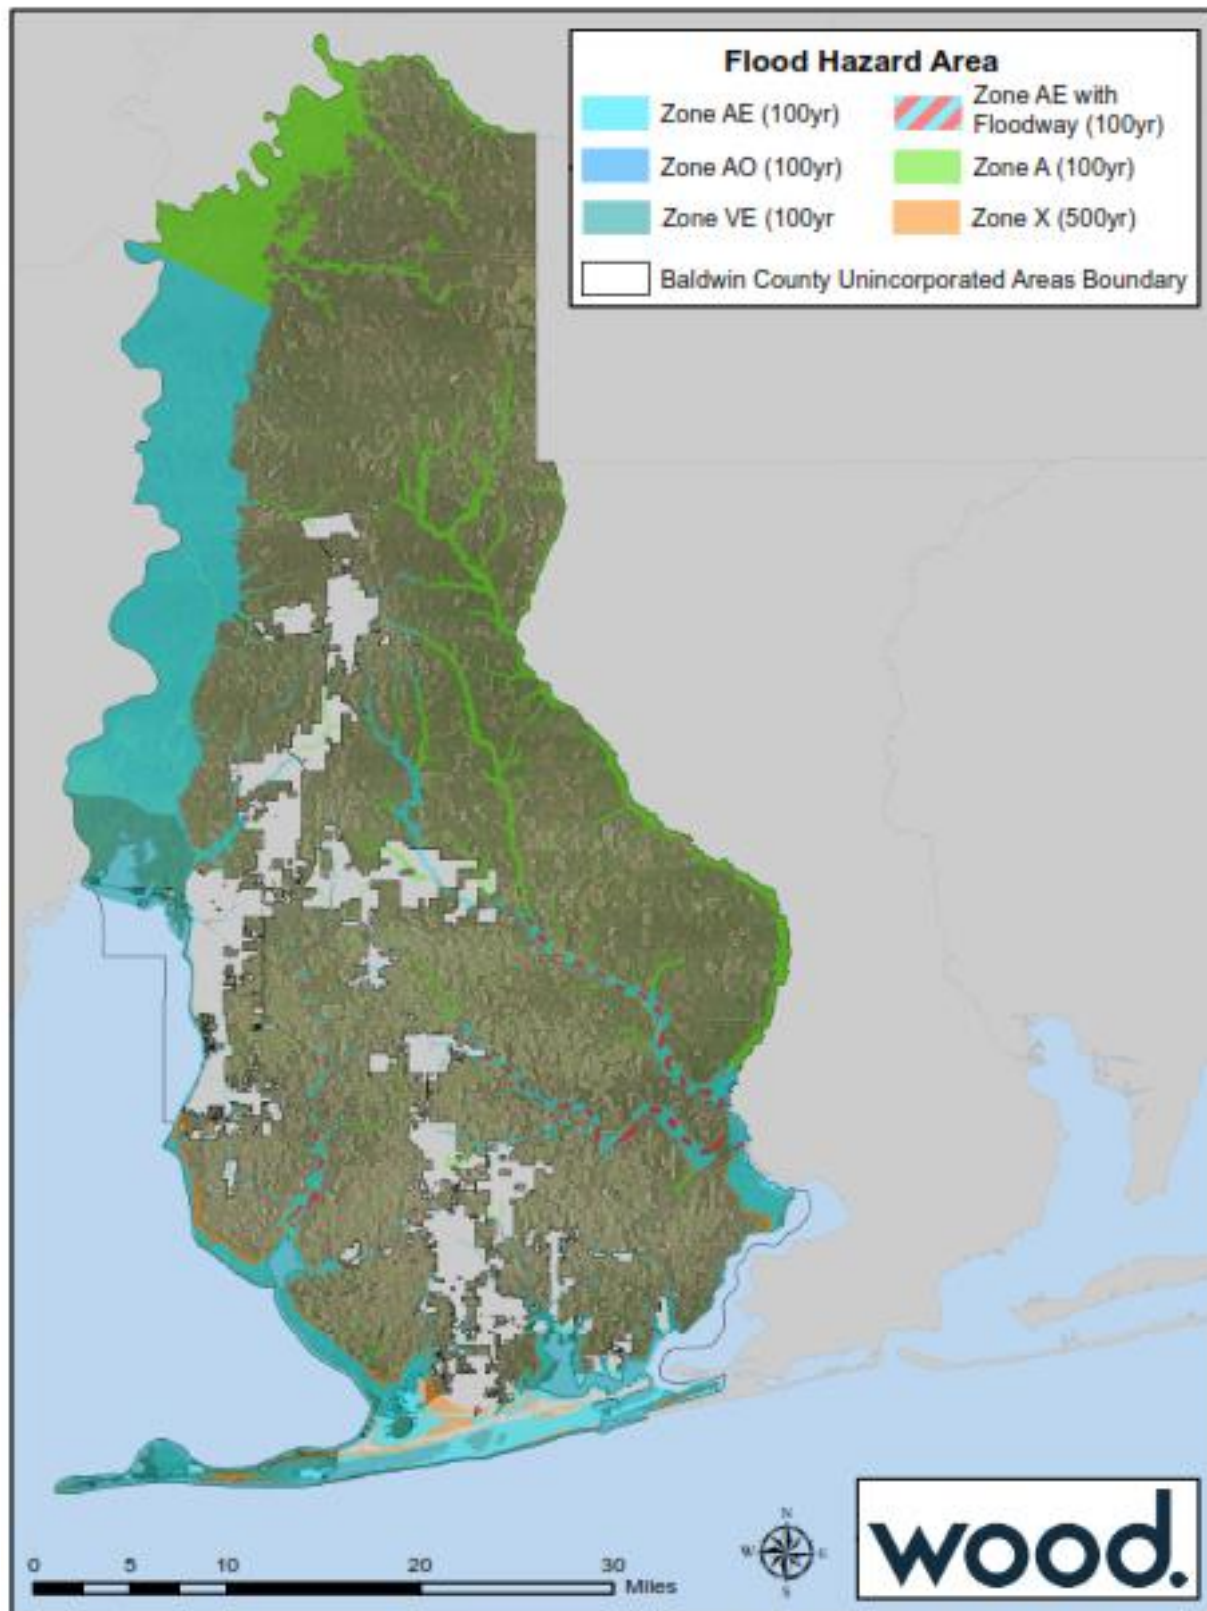 Flood Hazard Area
Zone AE (100yr)
Zone AE with
Floodway (100yr)
Zone AO (100yr)
Zone A (100yr)
Zone VE (100yr
Zone X (500yr)
Baldwin County Unincorporated Areas Boundary
N
W E
S
wood.
0 5 10 20 30
Miles